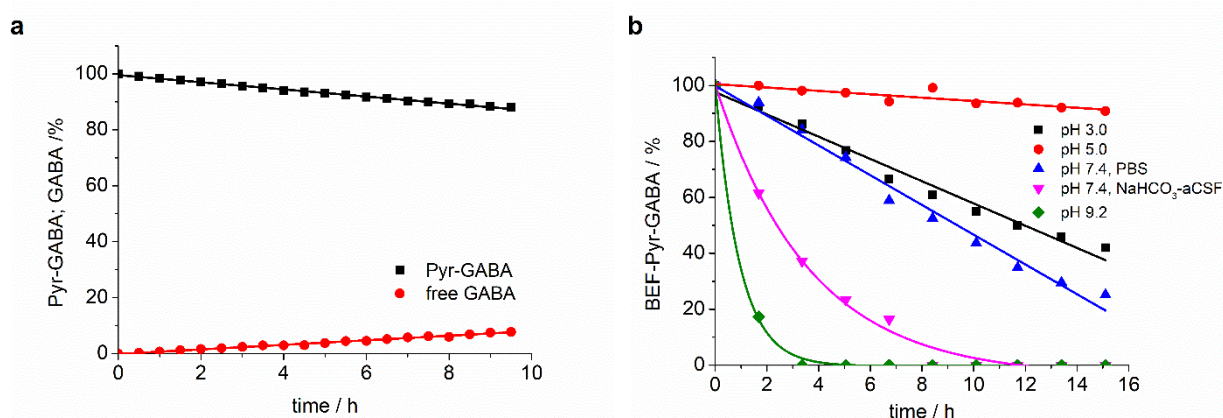 a
Pyr-GABA; GABA /%
100
80
60
40
20
0
Pyr-GABA
free GABA
0 2 4 6 8 10
time / h
b
BEF-Pyr-GABA / %
100
80
60
40
20
0
pH 3.0
pH 5.0
pH 7.4, PBS
pH 7.4, NaHCO₃-aCSF
pH 9.2
0 2 4 6 8 10 12 14 16
time / h